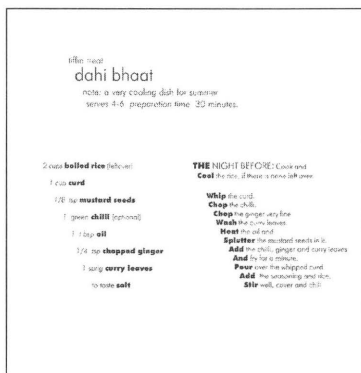 tiffin treat
dahi bhaat
note: a very cooling dish for summer
serves 4-6 preparation time 30 minutes.
2 cups boiled rice (leftover)
1 cup curd
1/8 tsp mustard seeds
1 green chilli (optional)
1 tbsp oil
1/4 tsp chopped ginger
1 sprig curry leaves
to taste salt
THE NIGHT BEFORE: Cook and
Cool the rice, if there is none left over.
Whip the curd.
Chop the chilli.
Chop the ginger very fine
Wash the curry leaves.
Heat the oil and
Splutter the mustard seeds in it.
Add the chilli, ginger and curry leaves
And fry for a minute.
Pour over the whipped curd
Add the seasoning and rice.
Stir well, cover and chill